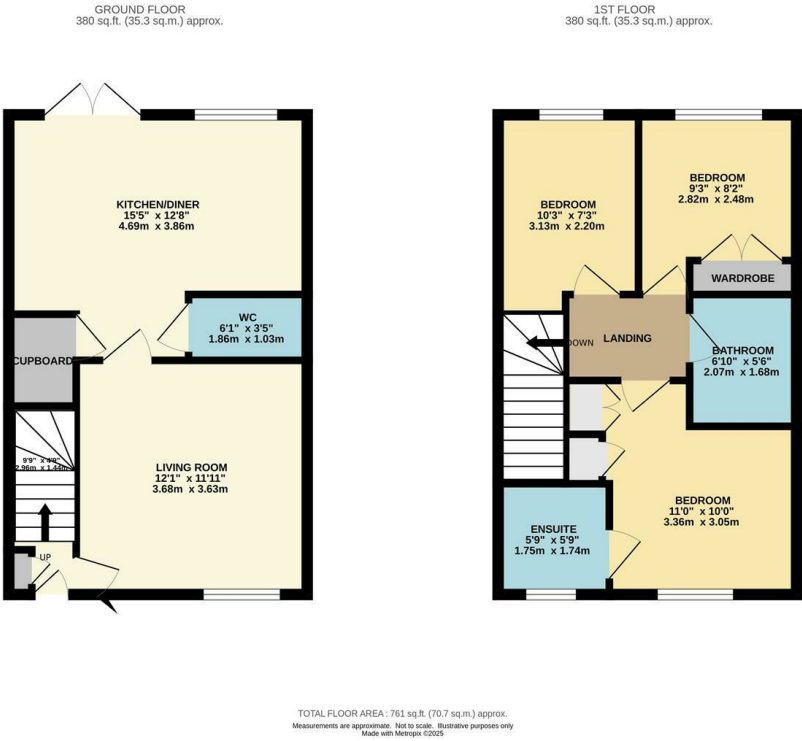 GROUND FLOOR
380 sq.ft. (35.3 sq.m.) approx.
1ST FLOOR
380 sq.ft. (35.3 sq.m.) approx.
KITCHEN/DINER
15'5" x 12'8"
4.69m x 3.86m
WC
6'1" x 3'5"
1.86m x 1.03m
CUPBOARD
9'9" x 4'9"
2.96m x 1.44m
LIVING ROOM
12'1" x 11'11"
3.68m x 3.63m
UP
BEDROOM
10'3" x 7'3"
3.13m x 2.20m
BEDROOM
9'3" x 8'2"
2.82m x 2.48m
WARDROBE
LANDING
DOWN
BATHROOM
6'10" x 5'6"
2.07m x 1.68m
BEDROOM
11'0" x 10'0"
3.36m x 3.05m
ENSUITE
5'9" x 5'9"
1.75m x 1.74m
TOTAL FLOOR AREA : 761 sq.ft. (70.7 sq.m.) approx.
Measurements are approximate. Not to scale. Illustrative purposes only
Made with Metropix ©2025